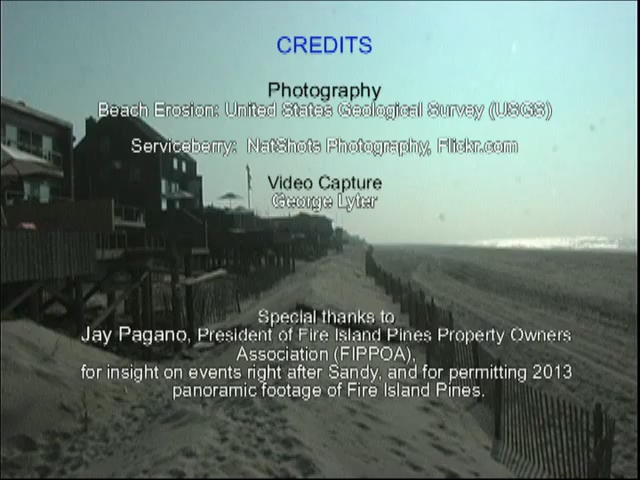 CREDITS
Photography
Beach Erosion: United States Geological Survey (USGS)
Serviceberry: NatShots Photography, Flickr.com
Video Capture
George Lyter
Special thanks to
Jay Pagano, President of Fire Island Pines Property Owners
Association (FIPPOA),
for insight on events right after Sandy, and for permitting 2013
panoramic footage of Fire Island Pines.